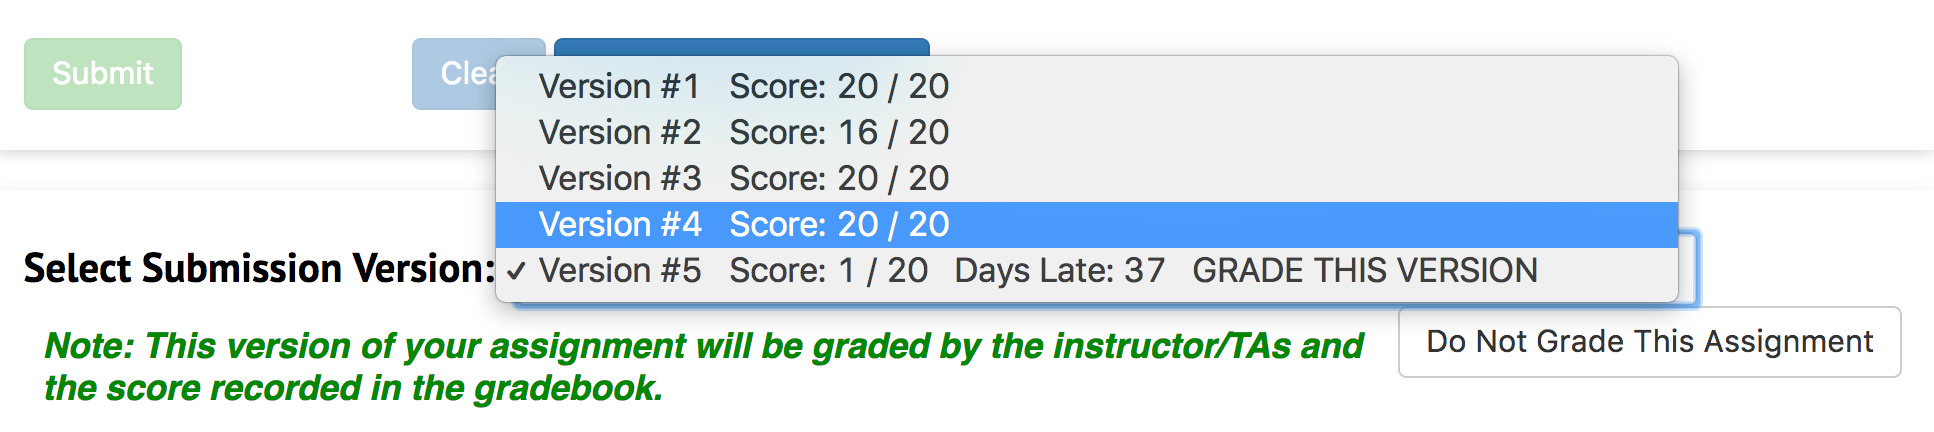 Submit
Clea
Version #1 Score: 20 / 20
Version #2 Score: 16 / 20
Version #3 Score: 20 / 20
Version #4 Score: 20 / 20
Select Submission Version: ✓ Version #5 Score: 1 / 20 Days Late: 37 GRADE THIS VERSION
Note: This version of your assignment will be graded by the instructor/TAs and
the score recorded in the gradebook.
Do Not Grade This Assignment